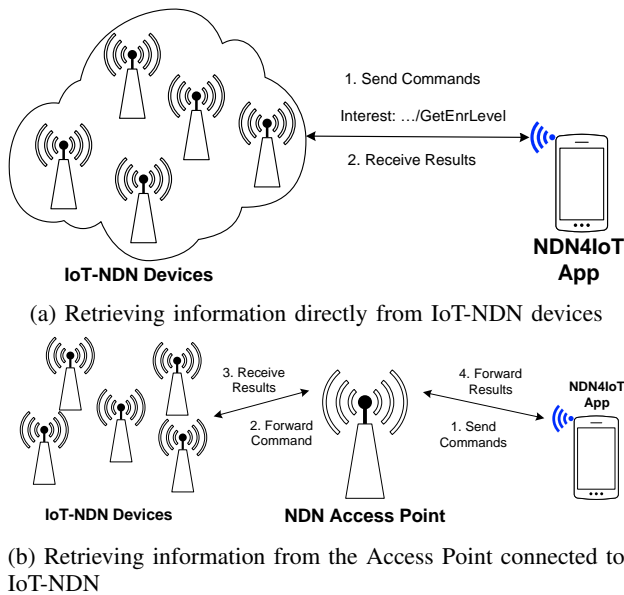 1. Send Commands
Interest: …/GetEnrLevel
2. Receive Results
IoT-NDN Devices
NDN4IoT
App
(a) Retrieving information directly from IoT-NDN devices
3. Receive
Results
2. Forward
Command
4. Forward
Results
1. Send
Commands
NDN4IoT
App
IoT-NDN Devices
NDN Access Point
(b) Retrieving information from the Access Point connected to
IoT-NDN